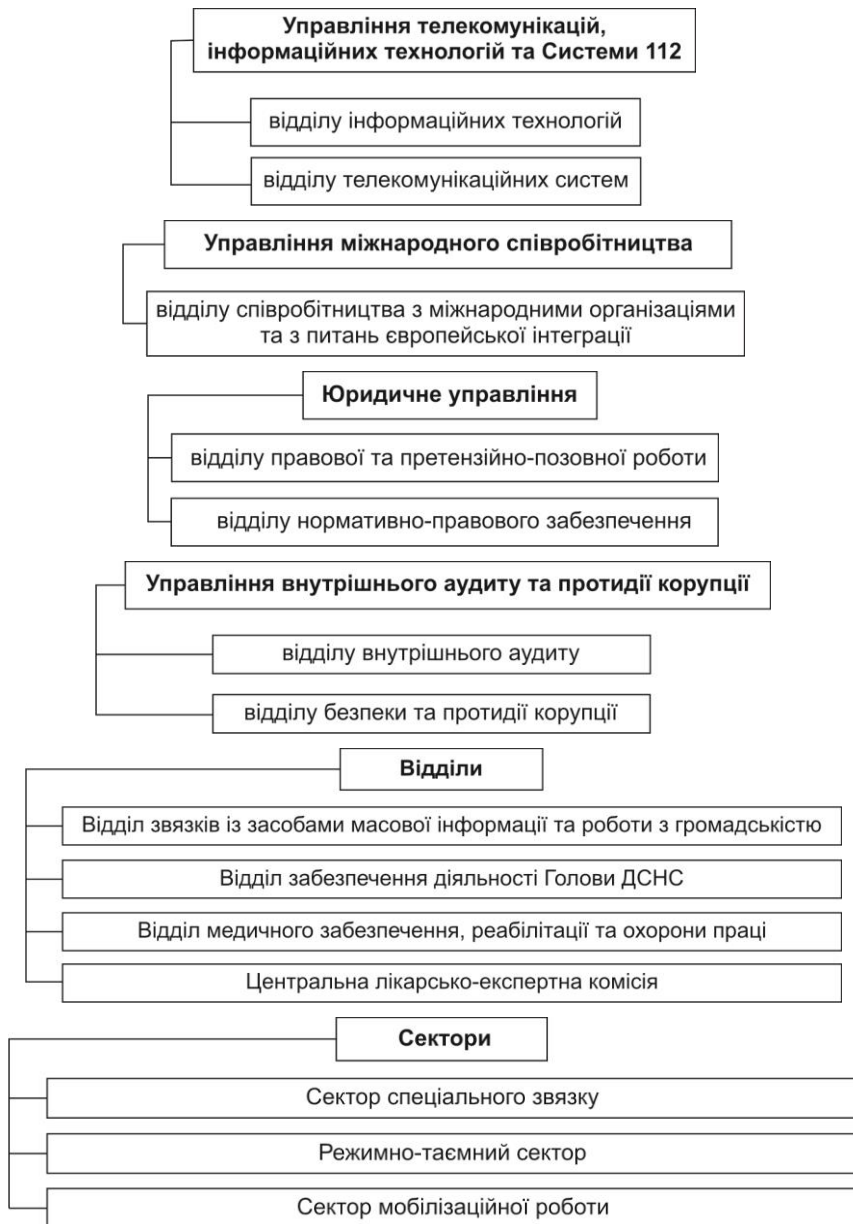 Управління телекомунікацій,
інформаційних технологій та Системи 112
відділу інформаційних технологій
відділу телекомунікаційних систем
Управління міжнародного співробітництва
відділу співробітництва з міжнародними організаціями
та з питань європейської інтеграції
Юридичне управління
відділу правової та претензійно-позовної роботи
відділу нормативно-правового забезпечення
Управління внутрішнього аудиту та протидії корупції
відділу внутрішнього аудиту
відділу безпеки та протидії корупції
Відділи
Відділ звязків із засобами масової інформації та роботи з громадськістю
Відділ забезпечення діяльності Голови ДСНС
Відділ медичного забезпечення, реабілітації та охорони праці
Центральна лікарсько-експертна комісія
Сектори
Сектор спеціального звязку
Режимно-таємний сектор
Сектор мобілізаційної роботи